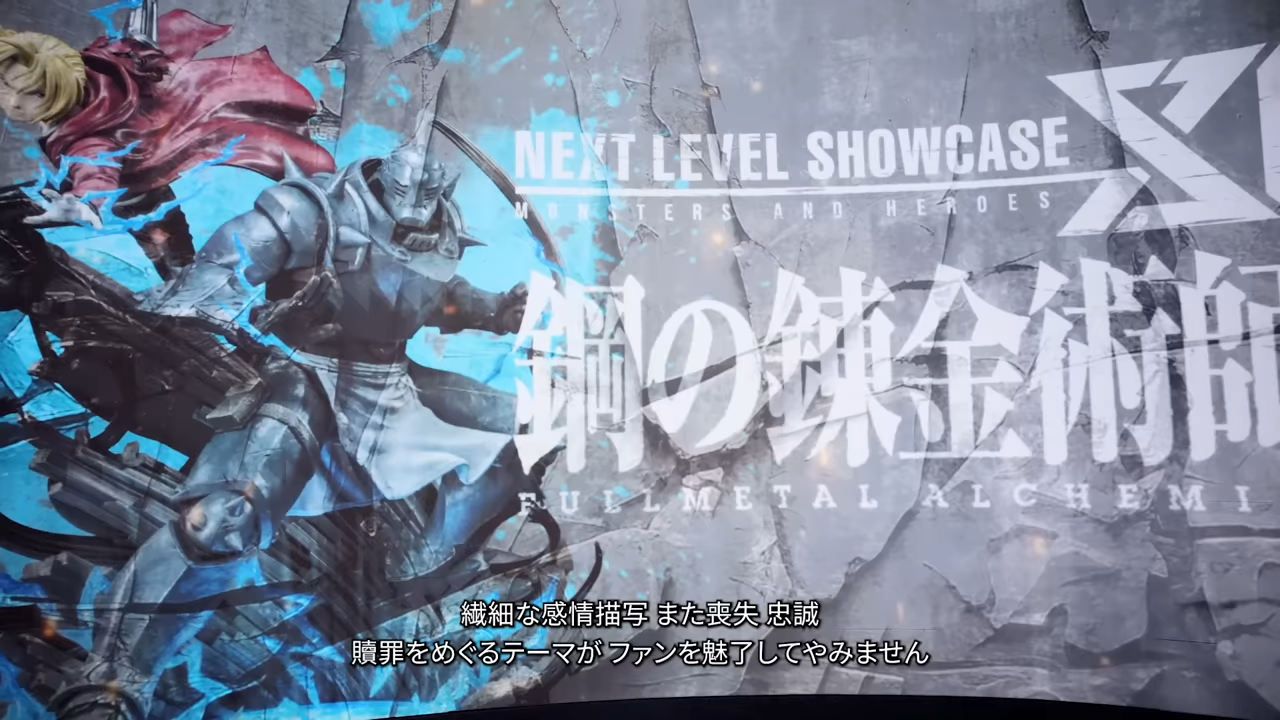 NEXT LEVEL SHOWCASE
MONSTERS AND HEROES
鋼の錬金術師
FULLMETAL ALCHEMI
繊細な感情描写 また喪失 忠誠
贖罪をめぐるテーマが ファンを魅了してやみません